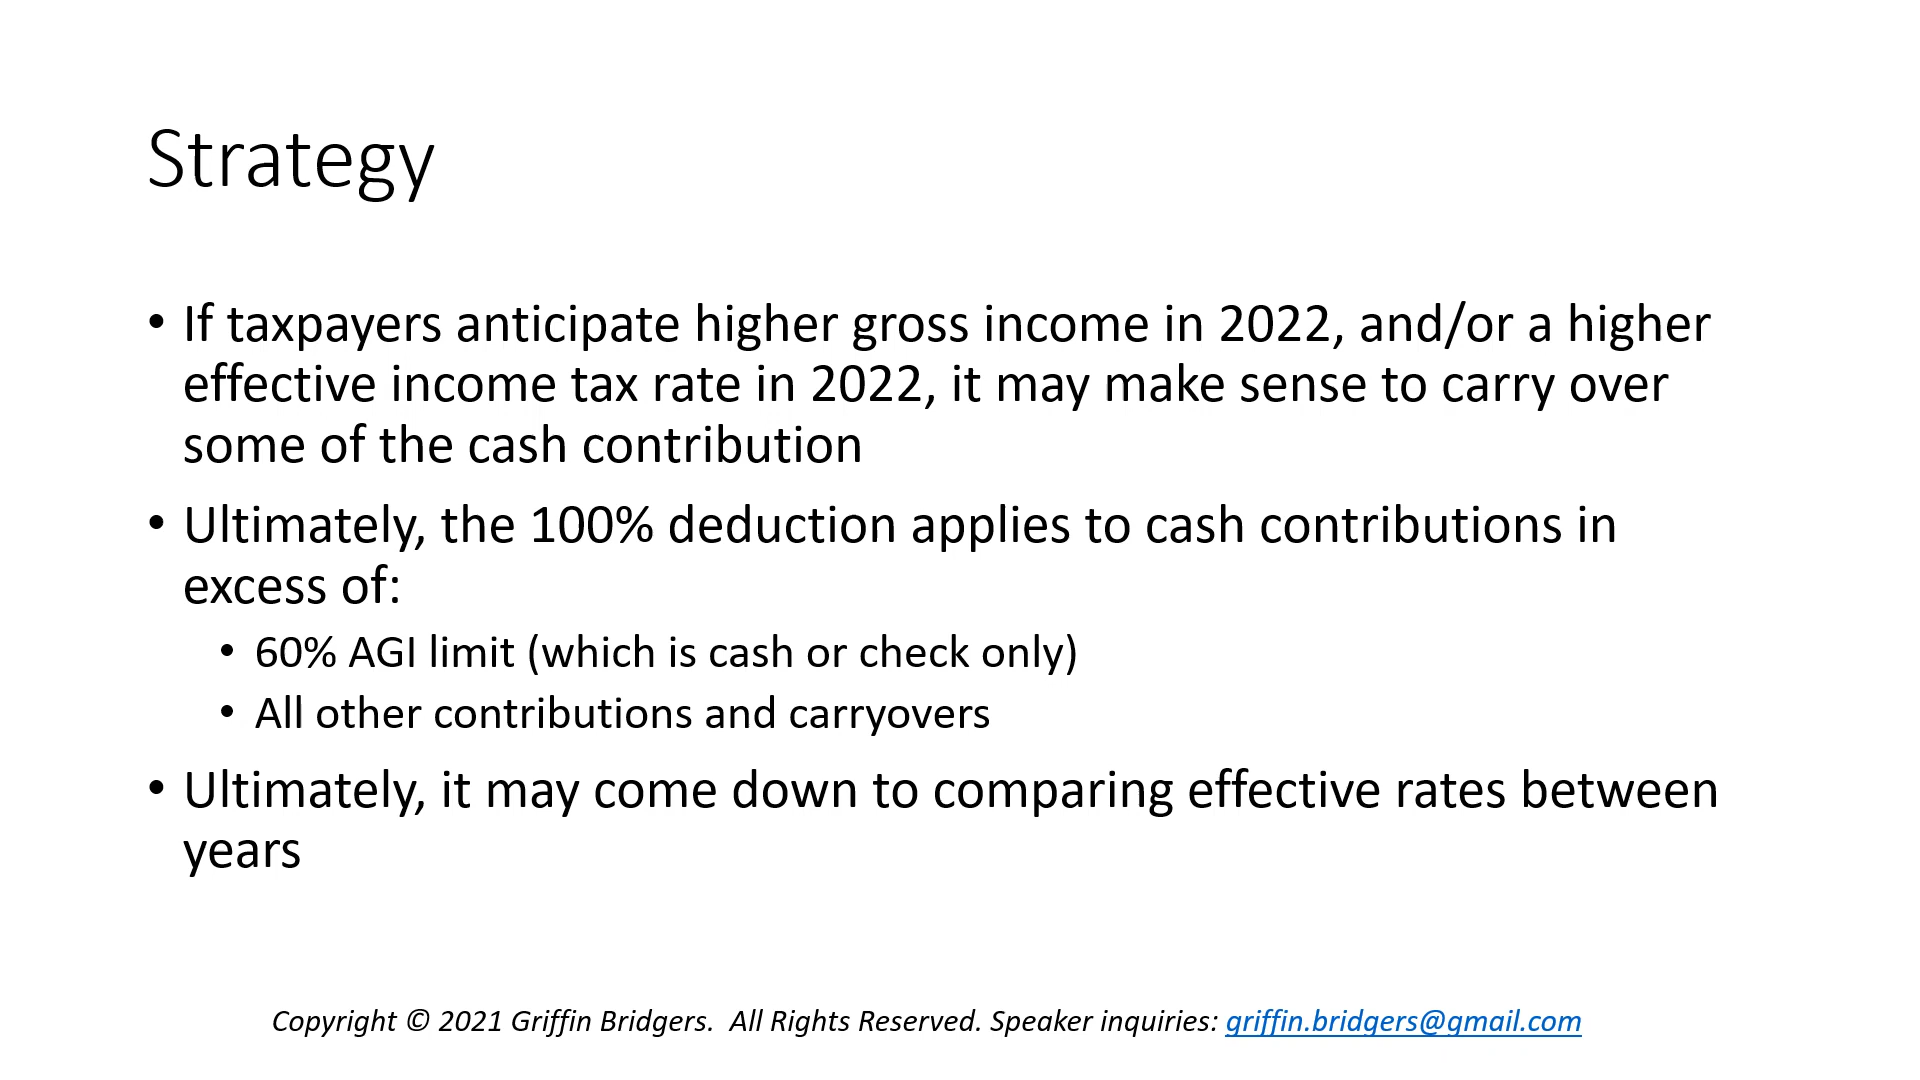 Strategy
• If taxpayers anticipate higher gross income in 2022, and/or a higher
effective income tax rate in 2022, it may make sense to carry over
some of the cash contribution
• Ultimately, the 100% deduction applies to cash contributions in
excess of:
• 60% AGI limit (which is cash or check only)
• All other contributions and carryovers
• Ultimately, it may come down to comparing effective rates between
years
Copyright © 2021 Griffin Bridgers.  All Rights Reserved. Speaker inquiries: griffin.bridgers@gmail.com